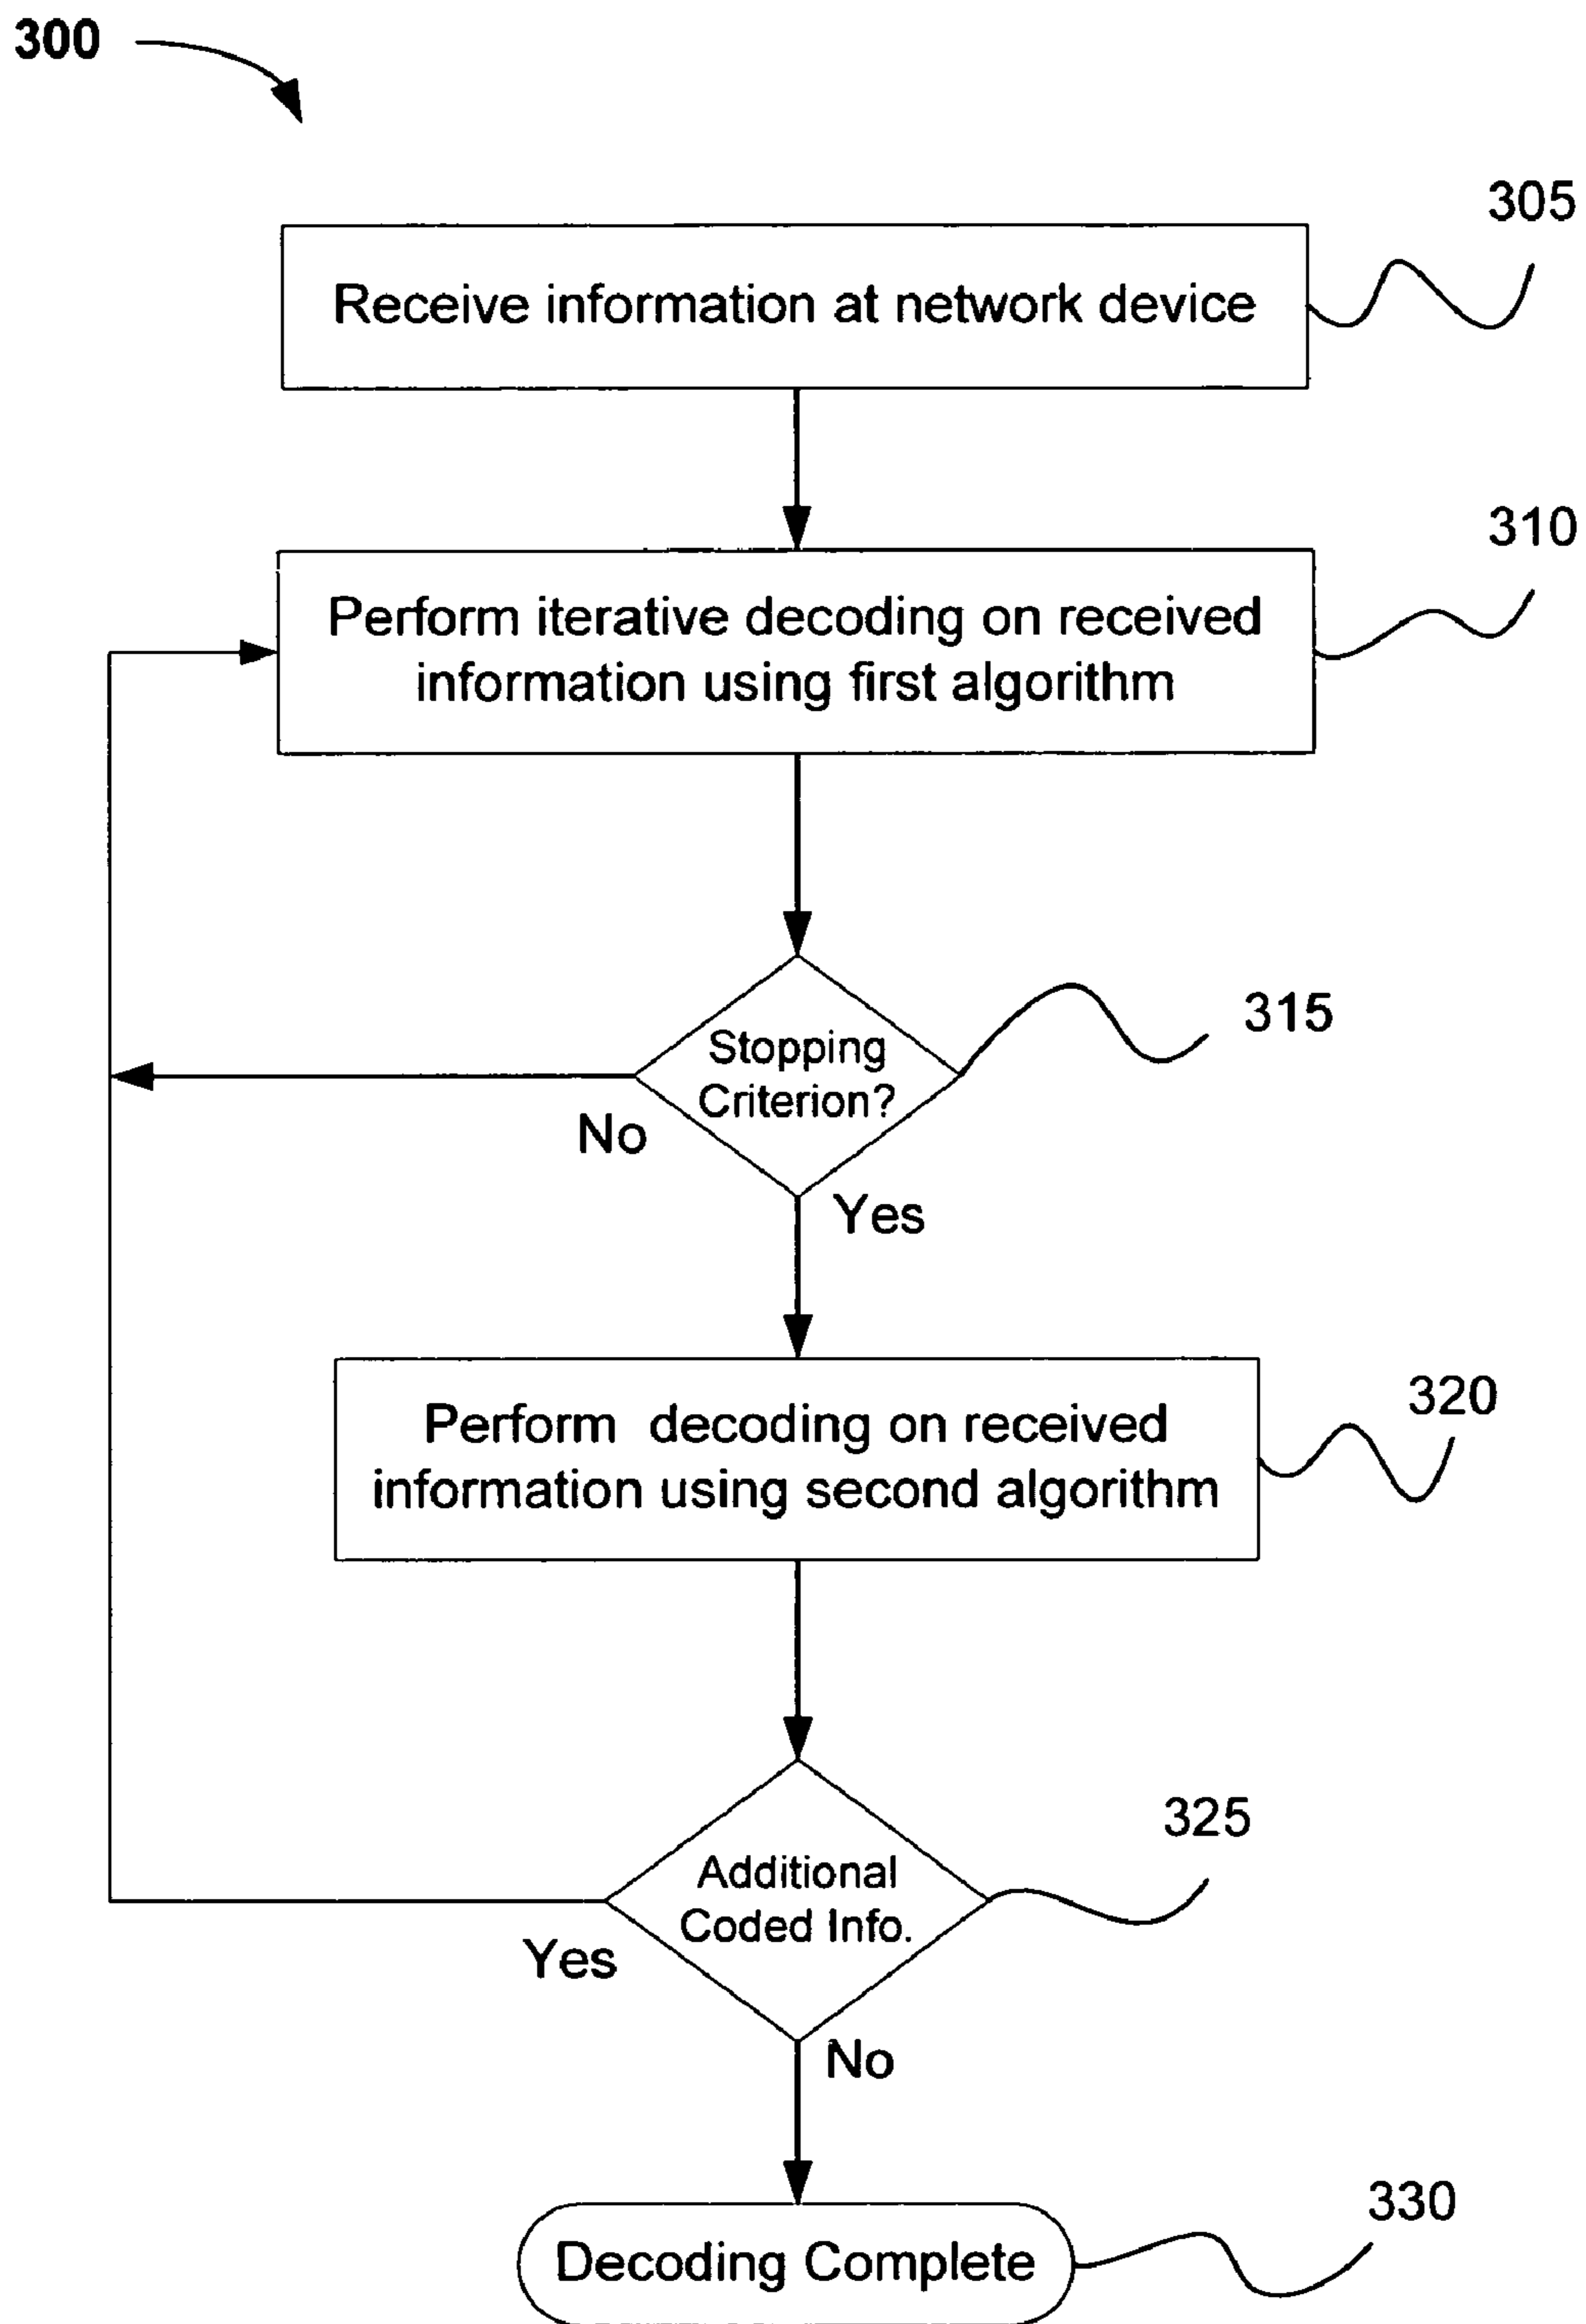 300
305
Receive information at network device
310
Perform iterative decoding on received
information using first algorithm
315
Stopping
Criterion?
No
Yes
320
Perform decoding on received
information using second algorithm
325
Additional
Coded Info.
Yes
No
330
Decoding Complete